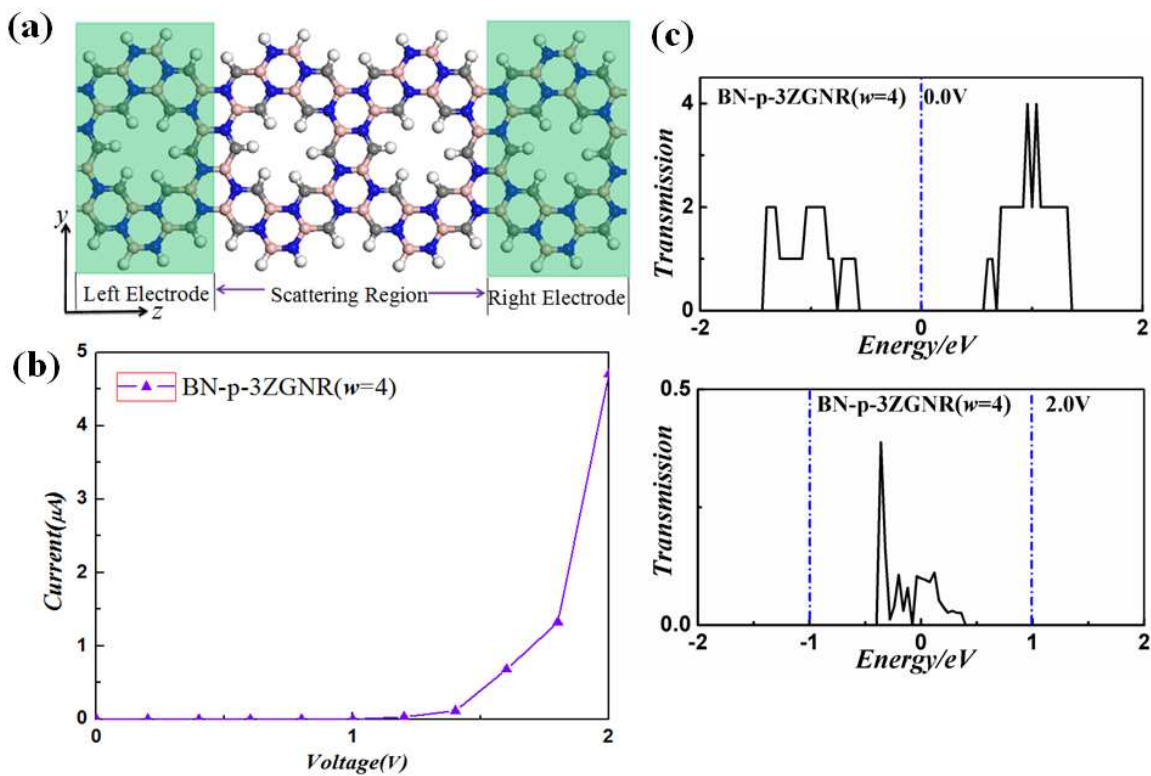 (a)
y
z
Left Electrode
Scattering Region
Right Electrode
(b)
5
4
3
2
1
0
Current(μA)
BN-p-3ZGNR(w=4)
0
1
2
Voltage(V)
(c)
4
2
0
Transmission
BN-p-3ZGNR(w=4) 0.0V
-2
-1
0
1
2
Energy/eV
0.5
0.0
Transmission
BN-p-3ZGNR(w=4) 2.0V
-2
-1
0
1
2
Energy/eV